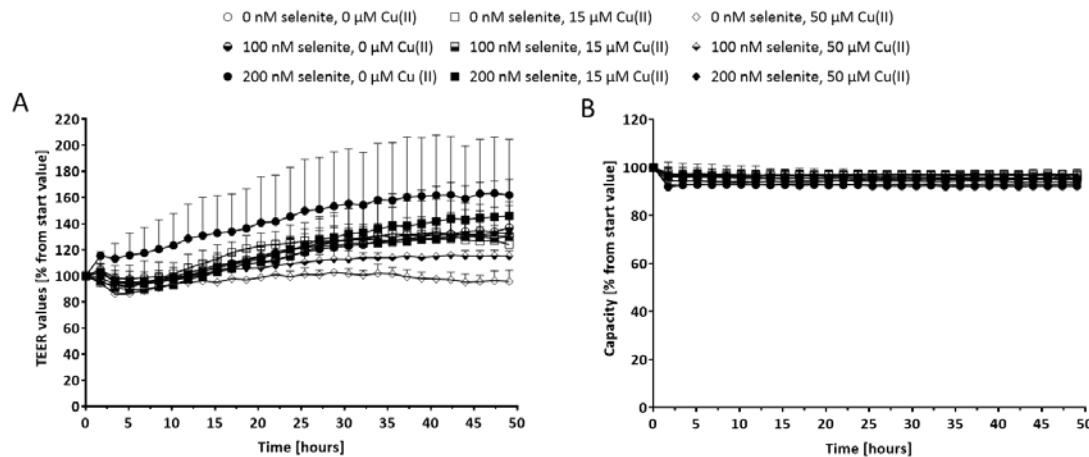 0 nM selenite, 0 µM Cu(II) 0 nM selenite, 15 µM Cu(II) 0 nM selenite, 50 µM Cu(II)
100 nM selenite, 0 µM Cu(II) 100 nM selenite, 15 µM Cu(II) 100 nM selenite, 50 µM Cu(II)
200 nM selenite, 0 µM Cu (II) 200 nM selenite, 15 µM Cu(II) 200 nM selenite, 50 µM Cu(II)
A
TEER values [% from start value]
220
200
180
160
140
120
100
80
60
40
20
0
0 5 10 15 20 25 30 35 40 45 50
Time [hours]
B
Capacity [% from start value]
120
100
80
60
40
20
0
0 5 10 15 20 25 30 35 40 45 50
Time [hours]